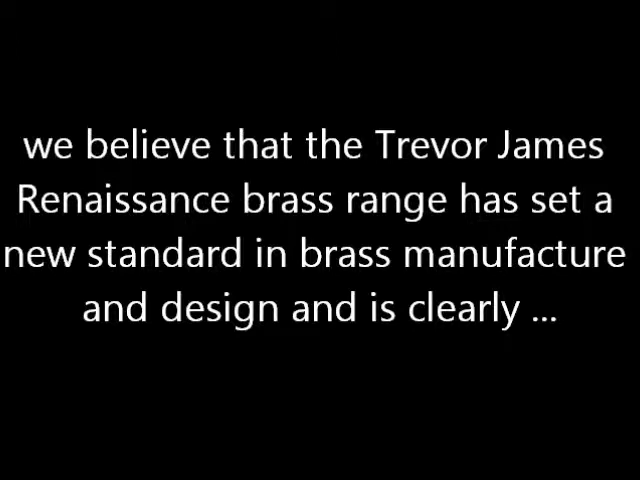 we believe that the Trevor James
Renaissance brass range has set a
new standard in brass manufacture
and design and is clearly ...